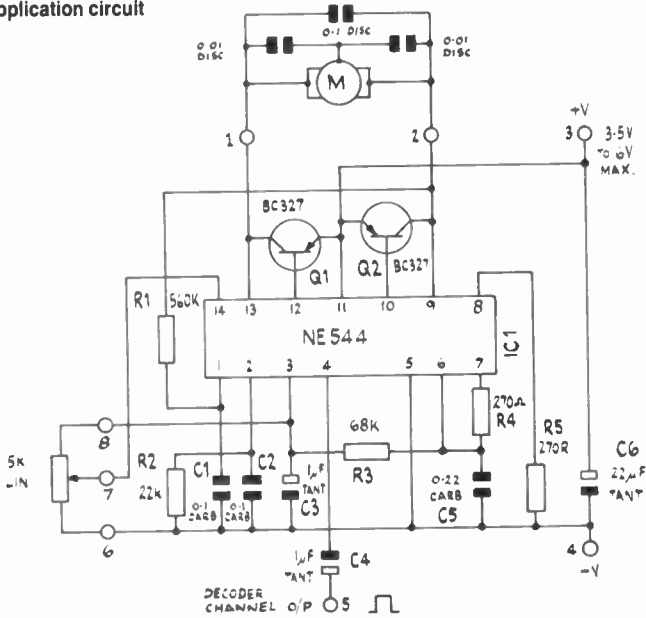 pplication circuit
0·1 DISC
0·01
DISC
0·01
DISC
M
1
2
+V
3
3·5V
TO 6V
MAX.
BC327
Q1
Q2
BC327
R1
560K
14
13
12
11
10
9
8
NE544
IC1
1
2
3
4
5
6
7
270Ω
R4
68K
R3
8
5K
LIN
7
R2
22K
C1
0·1
CARB
C2
CARB
1µF
TANT
C3
0·22
CARB
C5
R5
270R
C6
22µF
TANT
6
4
-V
1µF
TANT
C4
DECODER
CHANNEL O/P
5